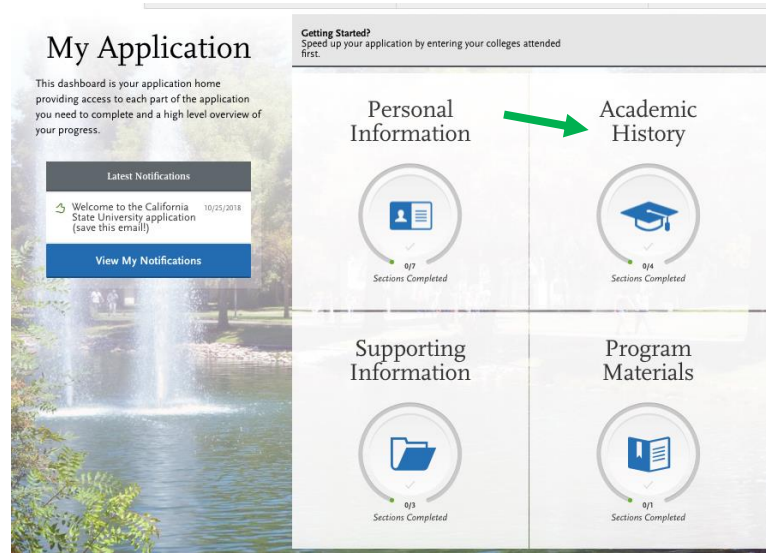 My Application
This dashboard is your application home
providing access to each part of the application
you need to complete and a high level overview of
your progress.
Latest Notifications
Welcome to the California
State University application
(save this email!)
10/25/2018
View My Notifications
Getting Started?
Speed up your application by entering your colleges attended
first.
Personal
Information
0/7
Sections Completed
Academic
History
0/4
Sections Completed
Supporting
Information
0/3
Sections Completed
Program
Materials
0/1
Sections Completed